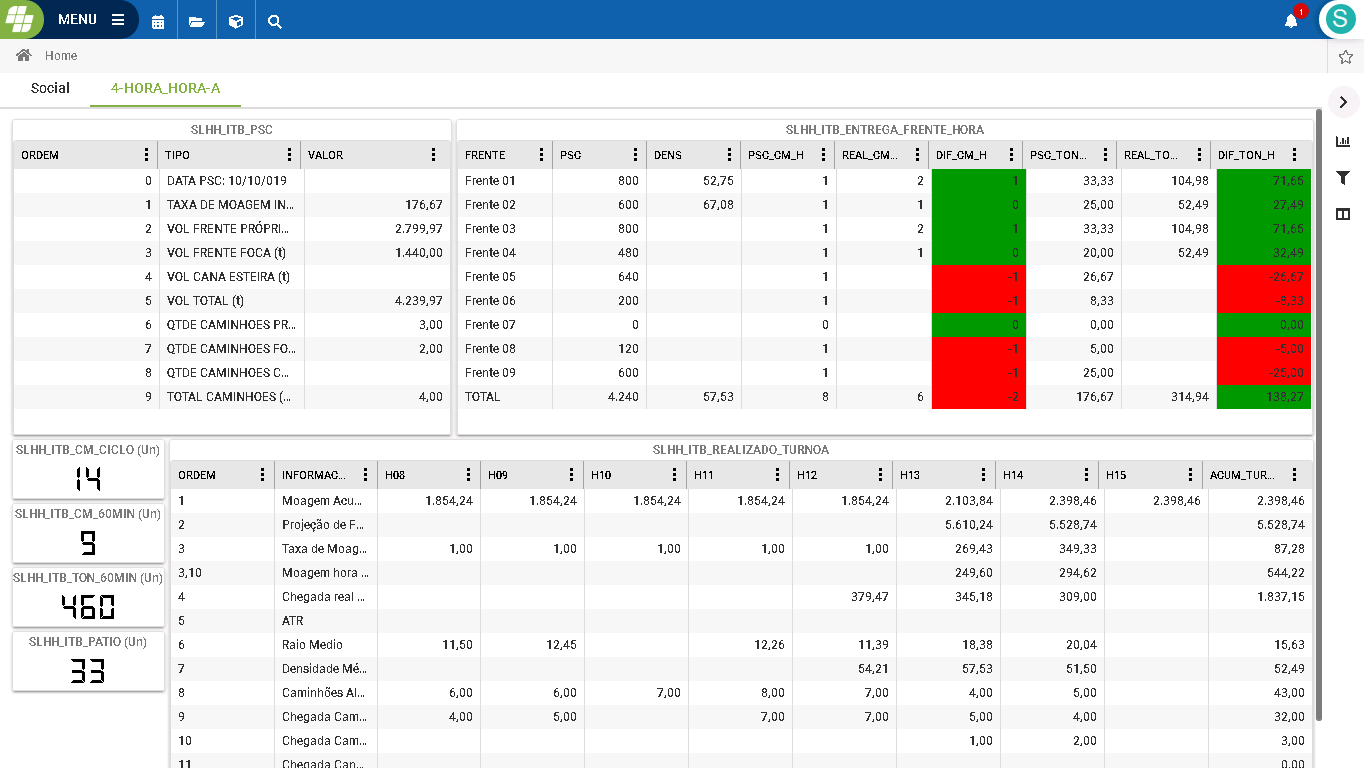 MENU
1
S
Home
Social 4-HORA_HORA-A
SLHH_ITB_PSC
ORDEM TIPO VALOR
0 DATA PSC: 10/10/019
1 TAXA DE MOAGEM IN... 176,67
2 VOL FRENTE PRÓPRI... 2.799,97
3 VOL FRENTE FOCA (t) 1.440,00
4 VOL CANA ESTEIRA (t)
5 VOL TOTAL (t) 4.239,97
6 QTDE CAMINHOES PR... 3,00
7 QTDE CAMINHOES FO... 2,00
8 QTDE CAMINHOES C...
9 TOTAL CAMINHOES (... 4,00
SLHH_ITB_ENTREGA_FRENTE_HORA
FRENTE PSC DENS PSC_CM_H REAL_CM... DIF_CM_H PSC_TON... REAL_TO... DIF_TON_H
Frente 01 800 52,75 1 2 1 33,33 104,98 71,65
Frente 02 600 67,08 1 1 0 25,00 52,49 27,49
Frente 03 800 1 2 1 33,33 104,98 71,65
Frente 04 480 1 1 0 20,00 52,49 32,49
Frente 05 640 1 -1 26,67 -26,67
Frente 06 200 1 -1 8,33 -8,33
Frente 07 0 0 0 0,00 0,00
Frente 08 120 1 -1 5,00 -5,00
Frente 09 600 1 -1 25,00 -25,00
TOTAL 4.240 57,53 8 6 -2 176,67 314,94 138,27
SLHH_ITB_CM_CICLO (Un)
14
SLHH_ITB_CM_60MIN (Un)
9
SLHH_ITB_TON_60MIN (Un)
460
SLHH_ITB_PATIO (Un)
33
SLHH_ITB_REALIZADO_TURNOA
ORDEM INFORMAC... H08 H09 H10 H11 H12 H13 H14 H15 ACUM_TUR...
1 Moagem Acu... 1.854,24 1.854,24 1.854,24 1.854,24 1.854,24 2.103,84 2.398,46 2.398,46 2.398,46
2 Projeção de F... 5.610,24 5.528,74 5.528,74
3 Taxa de Moag... 1,00 1,00 1,00 1,00 1,00 269,43 349,33 87,28
3,10 Moagem hora ... 249,60 294,62 544,22
4 Chegada real ... 379,47 345,18 309,00 1.837,15
5 ATR
6 Raio Medio 11,50 12,45 12,26 11,39 18,38 20,04 15,63
7 Densidade Mé... 54,21 57,53 51,50 52,49
8 Caminhões Al... 6,00 6,00 7,00 8,00 7,00 4,00 5,00 43,00
9 Chegada Cam... 4,00 5,00 7,00 7,00 5,00 4,00 32,00
10 Chegada Cam... 1,00 2,00 3,00
11 Chegada Can... 0,00